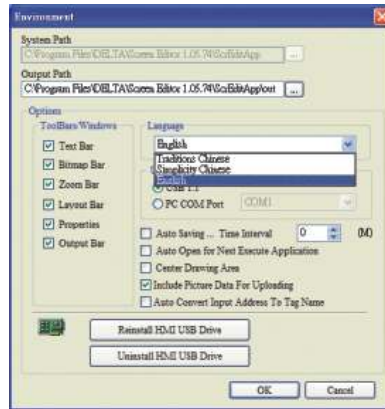 Environment
System Path
C:\Program Files\DELTA\Screen Editor 1.05.74\ScrEditApp\
...
Output Path
C:\Program Files\DELTA\Screen Editor 1.05.74\ScrEditApp\out
...
Options
ToolBars/Windows
Text Bar
Bitmap Bar
Zoom Bar
Layout Bar
Properties
Output Bar
Language
English
Traditions Chinese
Simplicity Chinese
English
USB 1.1
PC COM Port
COM1
Auto Saving ... Time Interval 0 (M)
Auto Open for Next Execute Application
Center Drawing Area
Include Picture Data For Uploading
Auto Convert Input Address To Tag Name
Reinstall HMI USB Drive
Uninstall HMI USB Drive
OK Cancel